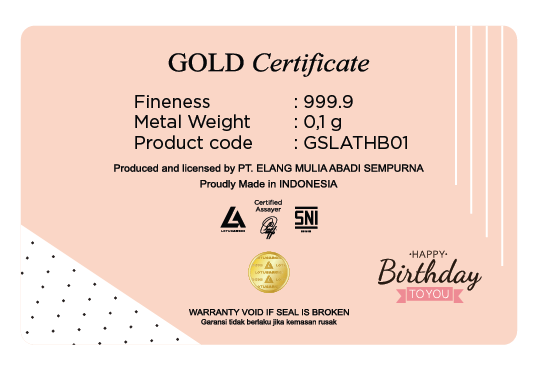 GOLD Certificate
Fineness : 999.9
Metal Weight : 0,1 g
Product code : GSLATHB01
Produced and licensed by PT. ELANG MULIA ABADI SEMPURNA
Proudly Made in INDONESIA
Certified
Assayer
SNI
·HAPPY·
Birthday
TO YOU
WARRANTY VOID IF SEAL IS BROKEN
Garansi tidak berlaku jika kemasan rusak